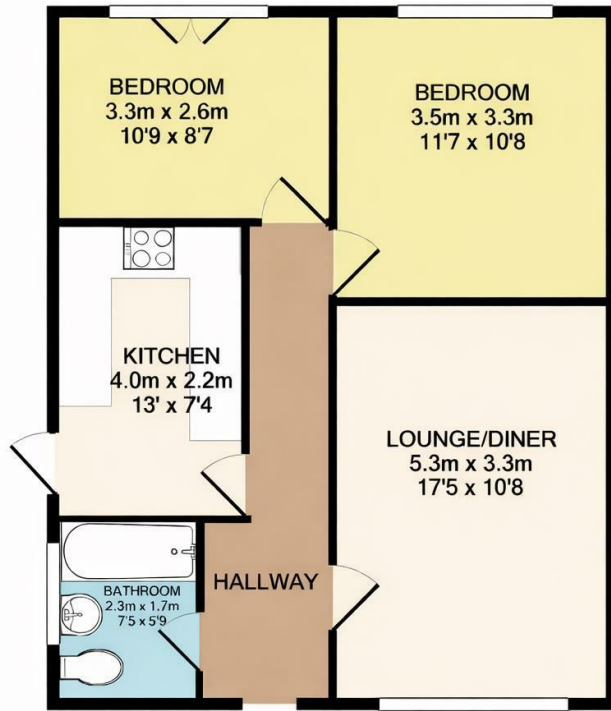 BEDROOM
3.3m x 2.6m
10'9 x 8'7
BEDROOM
3.5m x 3.3m
11'7 x 10'8
KITCHEN
4.0m x 2.2m
13' x 7'4
LOUNGE/DINER
5.3m x 3.3m
17'5 x 10'8
HALLWAY
BATHROOM
2.3m x 1.7m
7'5 x 5'9